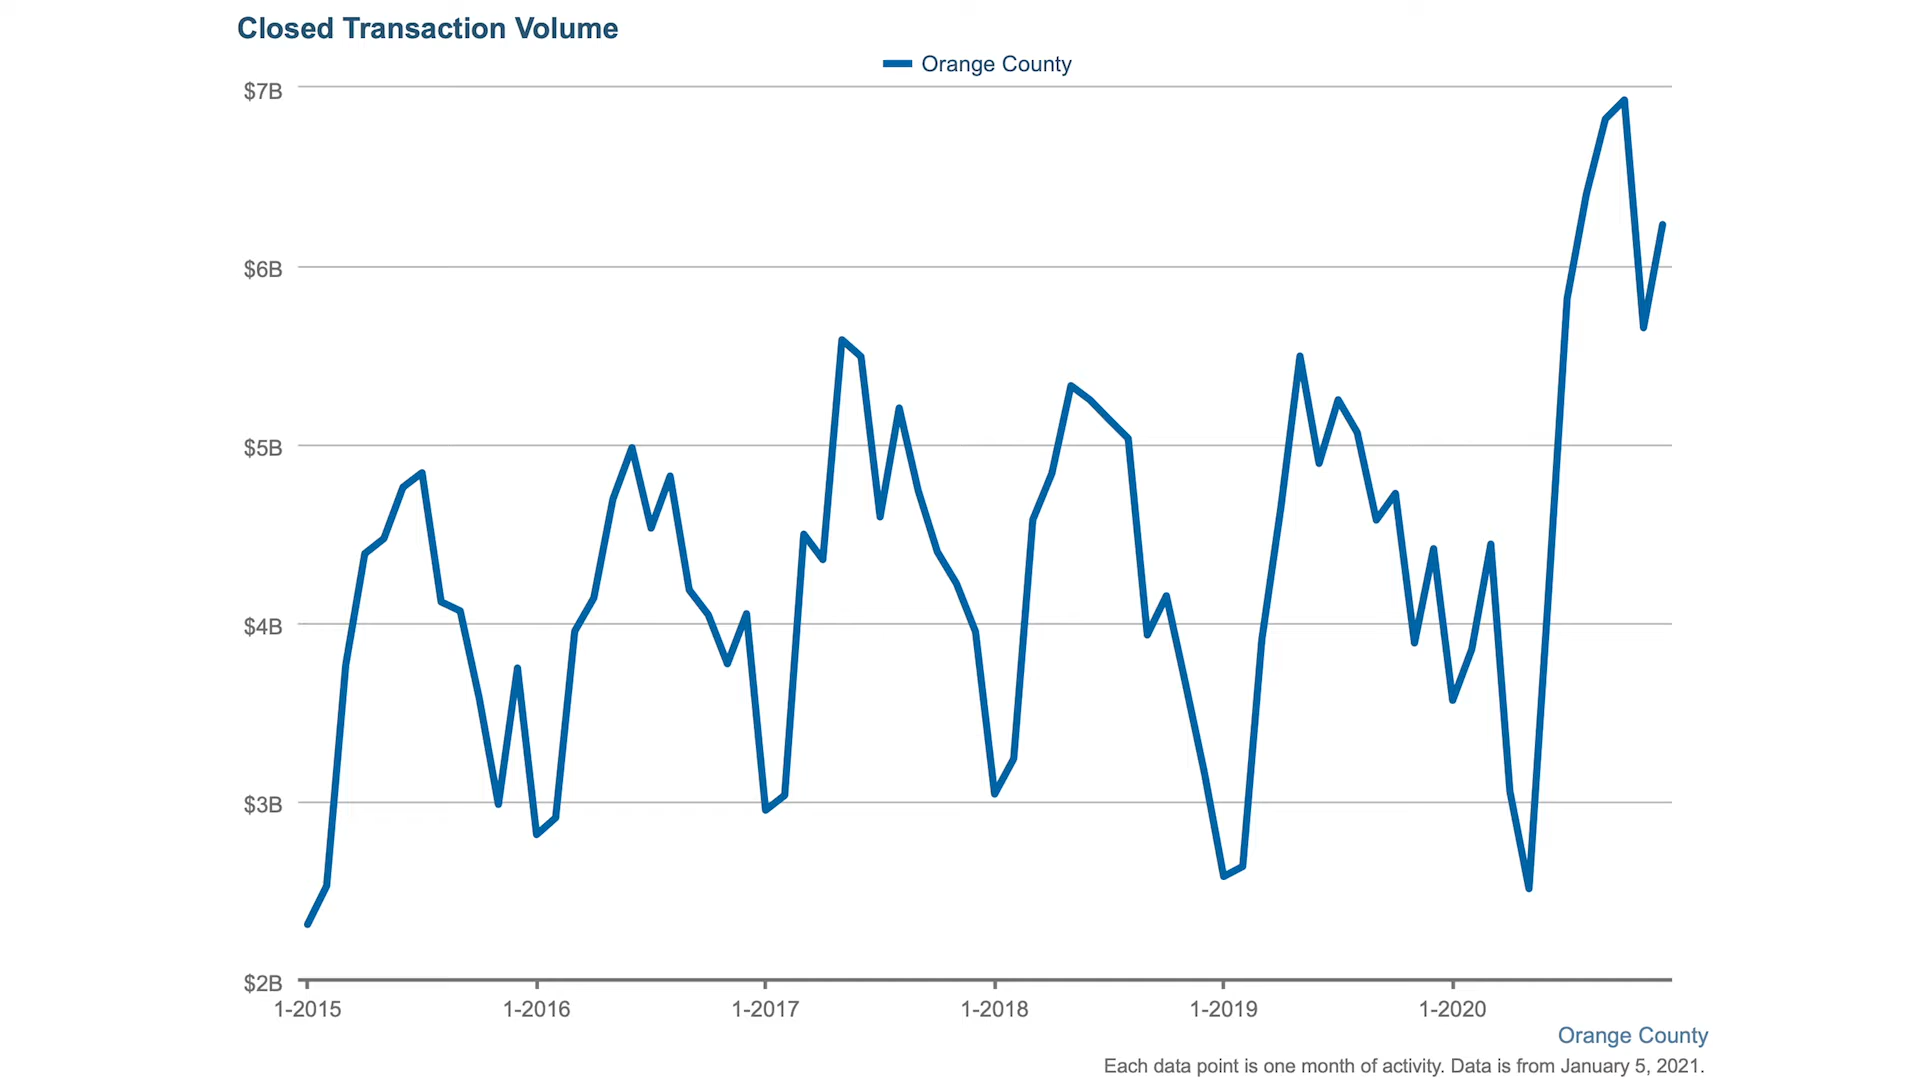 Closed Transaction Volume
Orange County
$7B
$6B
$5B
$4B
$3B
$2B
1-2015 1-2016 1-2017 1-2018 1-2019 1-2020
Orange County
Each data point is one month of activity. Data is from January 5, 2021.